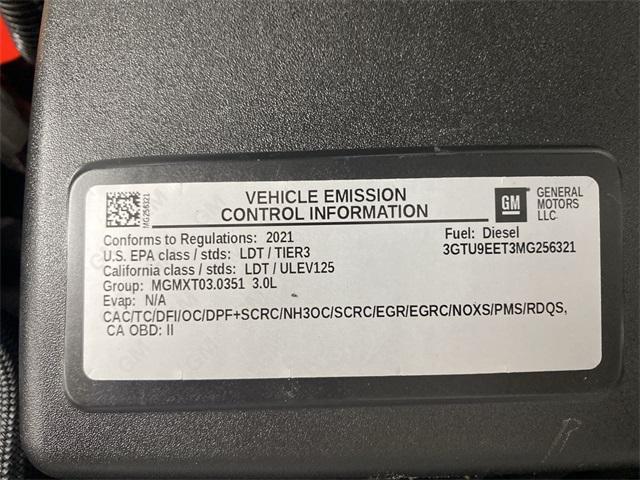 MG256321
VEHICLE EMISSION
CONTROL INFORMATION
GM
GENERAL
MOTORS
LLC.
Conforms to Regulations: 2021
Fuel: Diesel
U.S. EPA class / stds: LDT / TIER3
3GTU9EET3MG256321
California class / stds: LDT / ULEV125
Group: MGMXT03.0351 3.0L
Evap: N/A
CAC/TC/DFI/OC/DPF+SCRC/NH3OC/SCRC/EGR/EGRC/NOXS/PMS/RDQS,
CA OBD: II